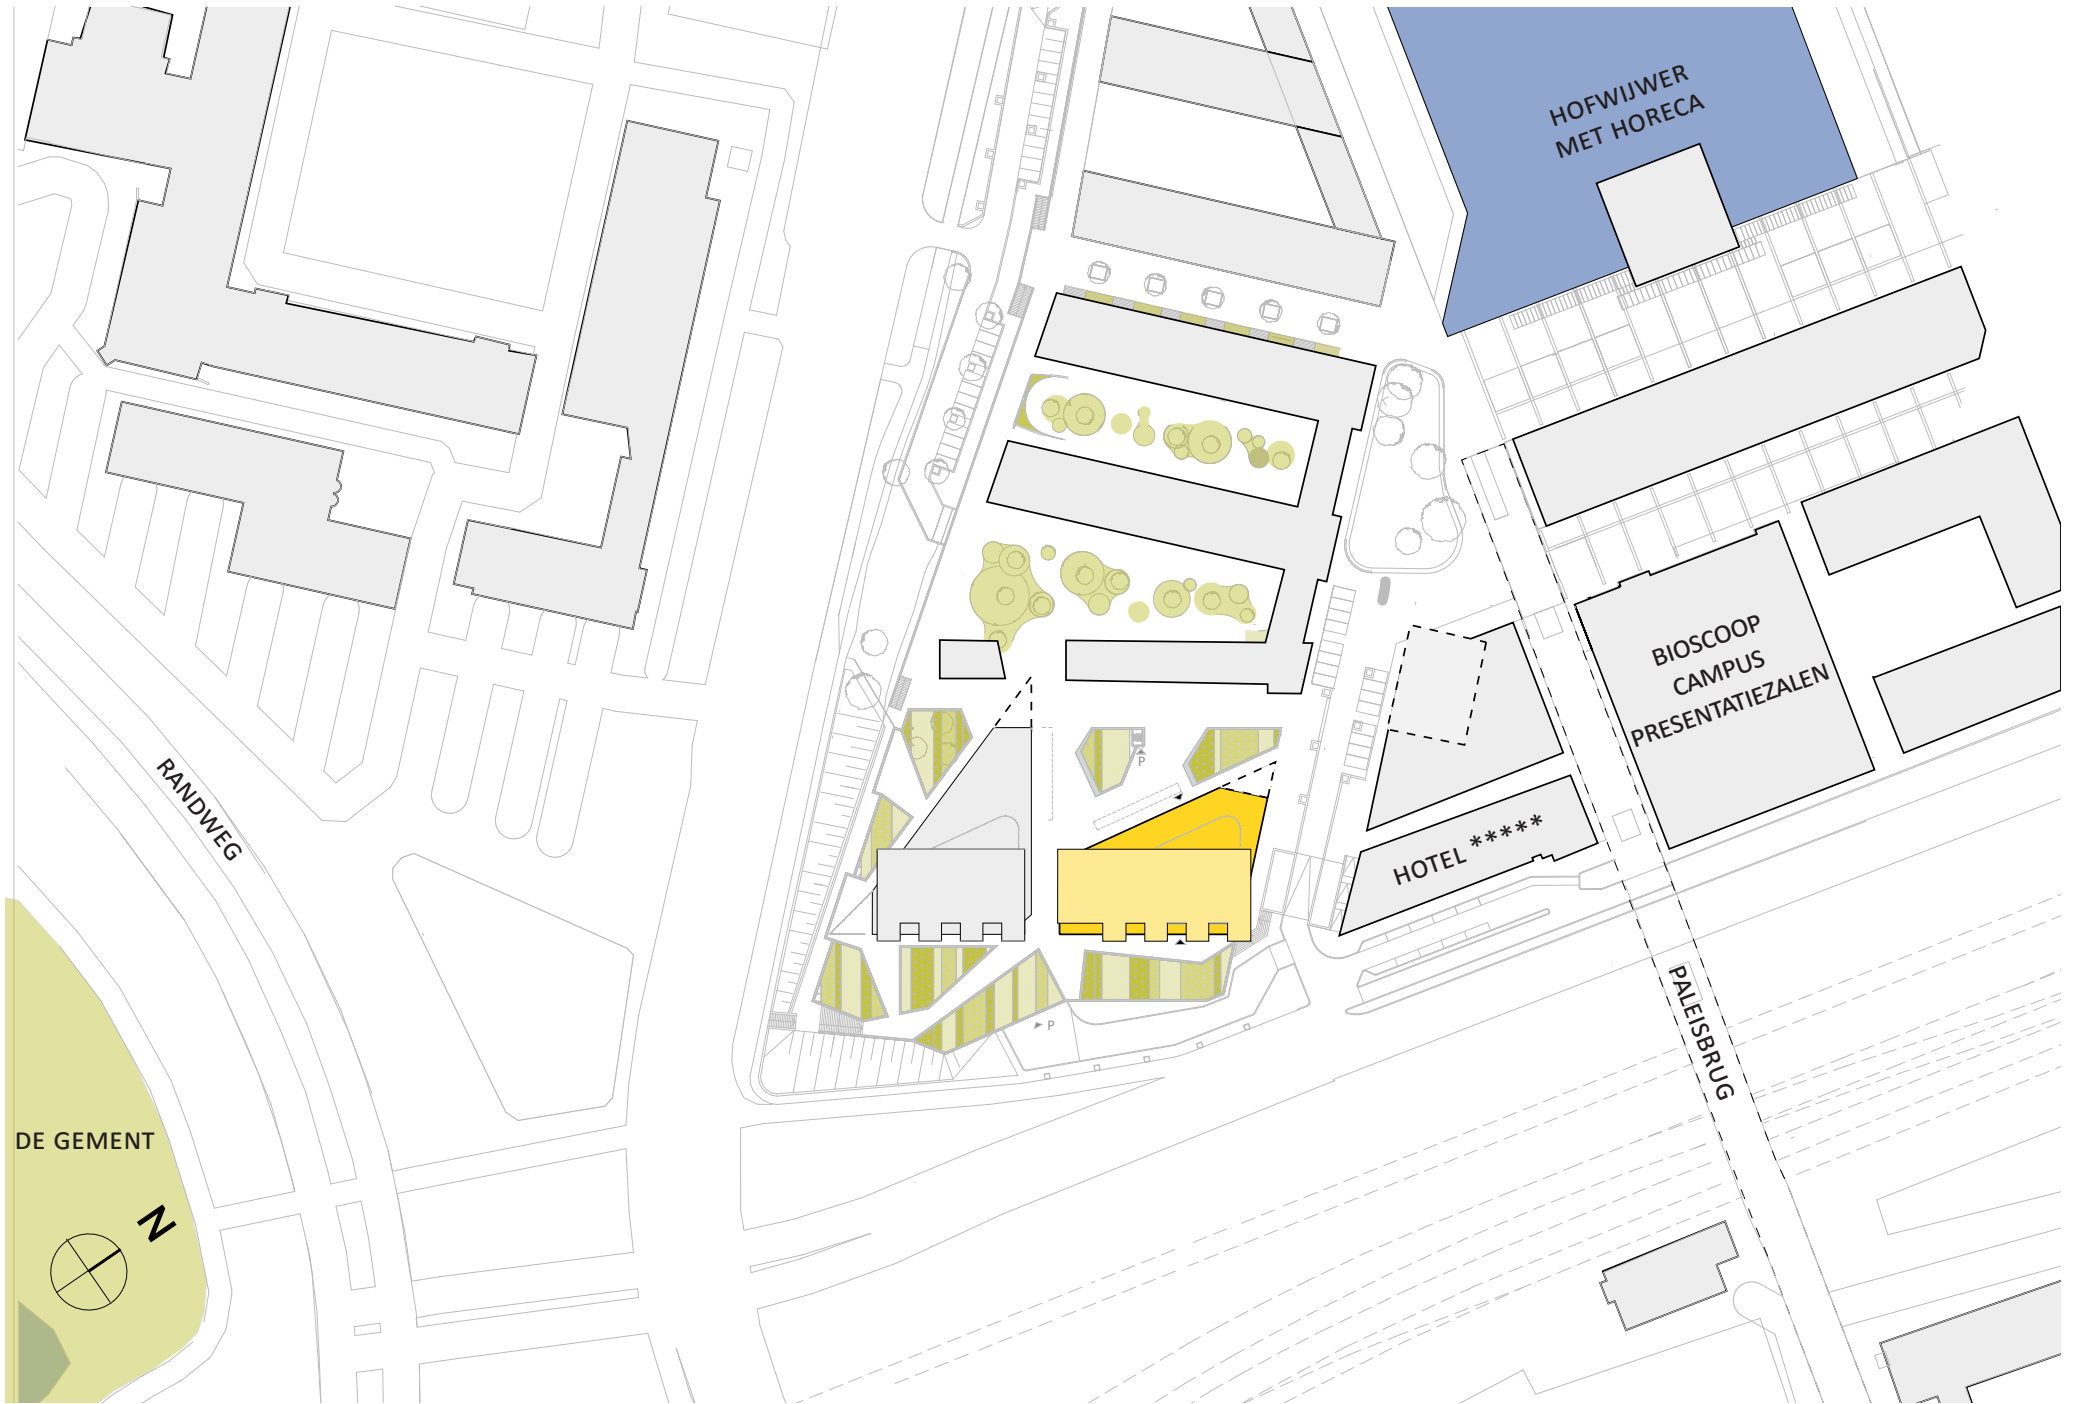 HOFWIJWER
MET HORECA
BIOSCOOP
CAMPUS
PRESENTATIEZALEN
P
RANDWEG
HOTEL *****
PALEISBRUG
P
DE GEMENT
N